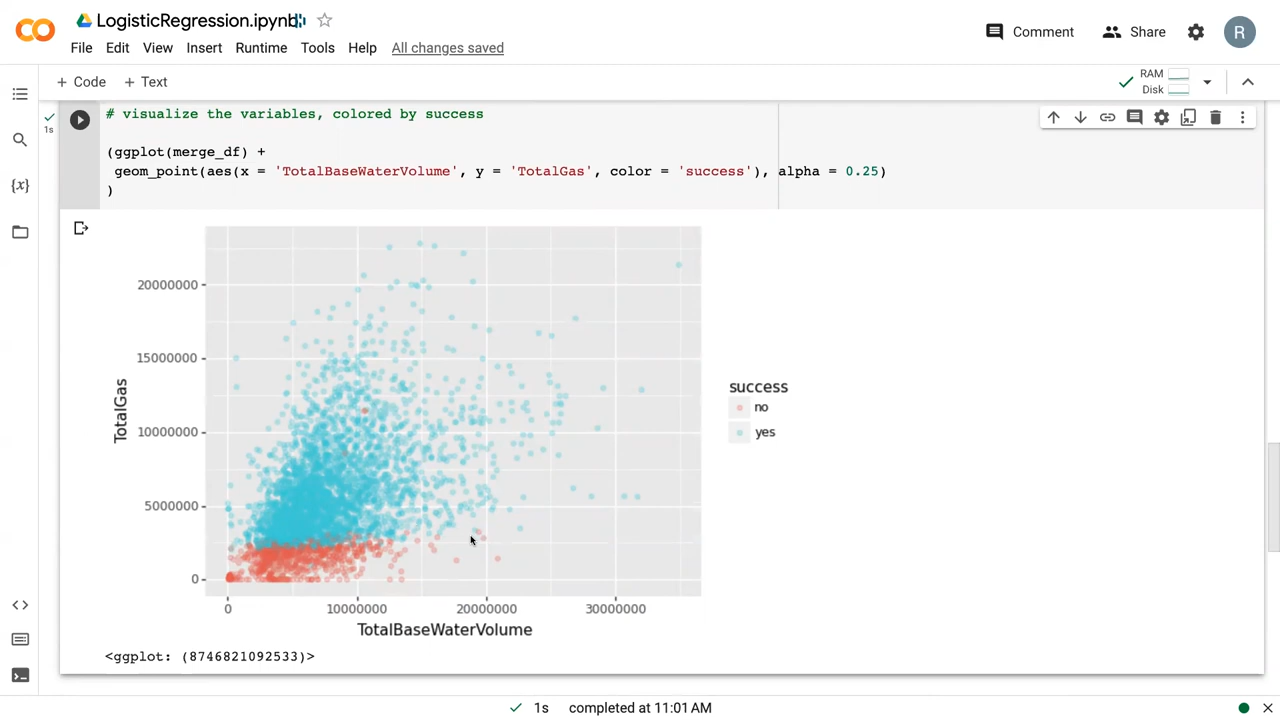 LogisticRegression.ipynb
Comment
Share
R
File Edit View Insert Runtime Tools Help All changes saved
+ Code + Text
RAM
Disk
1s
# visualize the variables, colored by success
(ggplot(merge_df) +
geom_point(aes(x = 'TotalBaseWaterVolume', y = 'TotalGas', color = 'success'), alpha = 0.25)
)
{x}
20000000
15000000
10000000
5000000
0
TotalGas
0 10000000 20000000 30000000
TotalBaseWaterVolume
success
no
yes
<ggplot: (8746821092533)>
1s completed at 11:01 AM